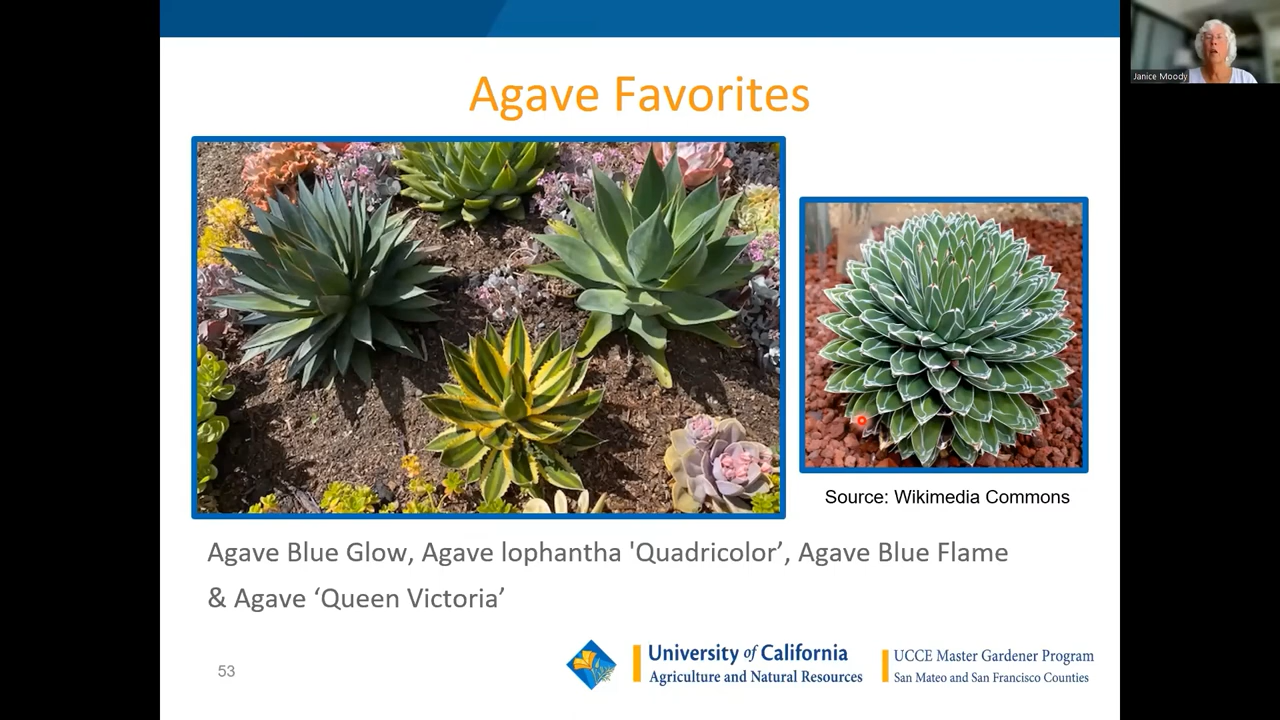 Janice Moody
Agave Favorites
Source: Wikimedia Commons
Agave Blue Glow, Agave lophantha 'Quadricolor’, Agave Blue Flame
& Agave ‘Queen Victoria’
53
University of California
Agriculture and Natural Resources
UCCE Master Gardener Program
San Mateo and San Francisco Counties